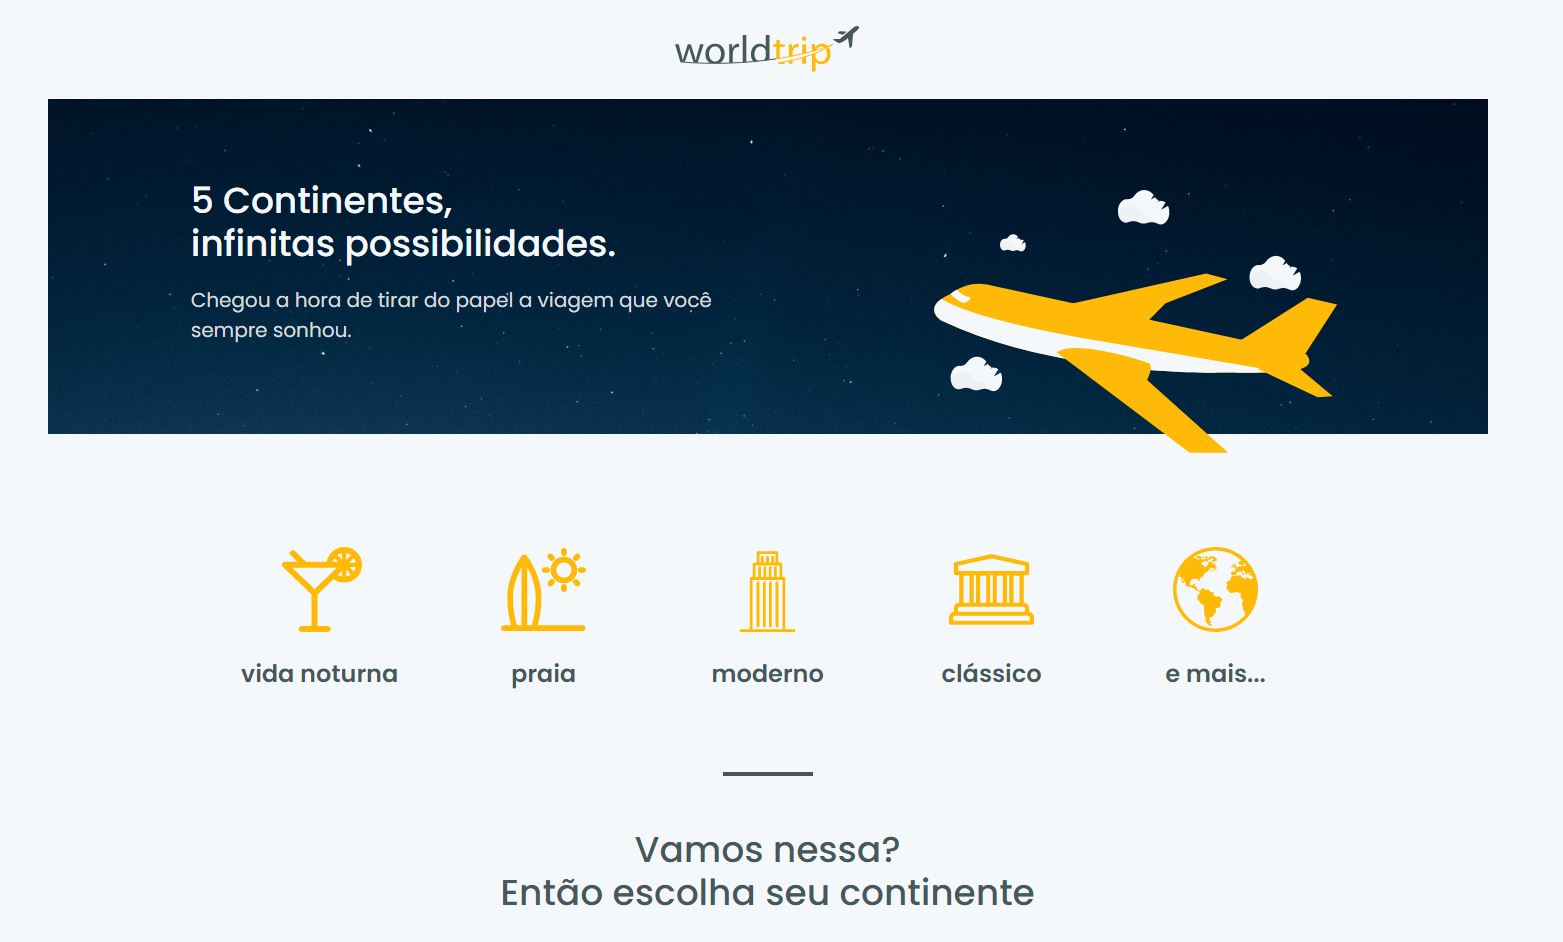 worldtrip
5 Continentes,
infinitas possibilidades.
Chegou a hora de tirar do papel a viagem que você
sempre sonhou.
vida noturna
praia
moderno
clássico
e mais...
Vamos nessa?
Então escolha seu continente